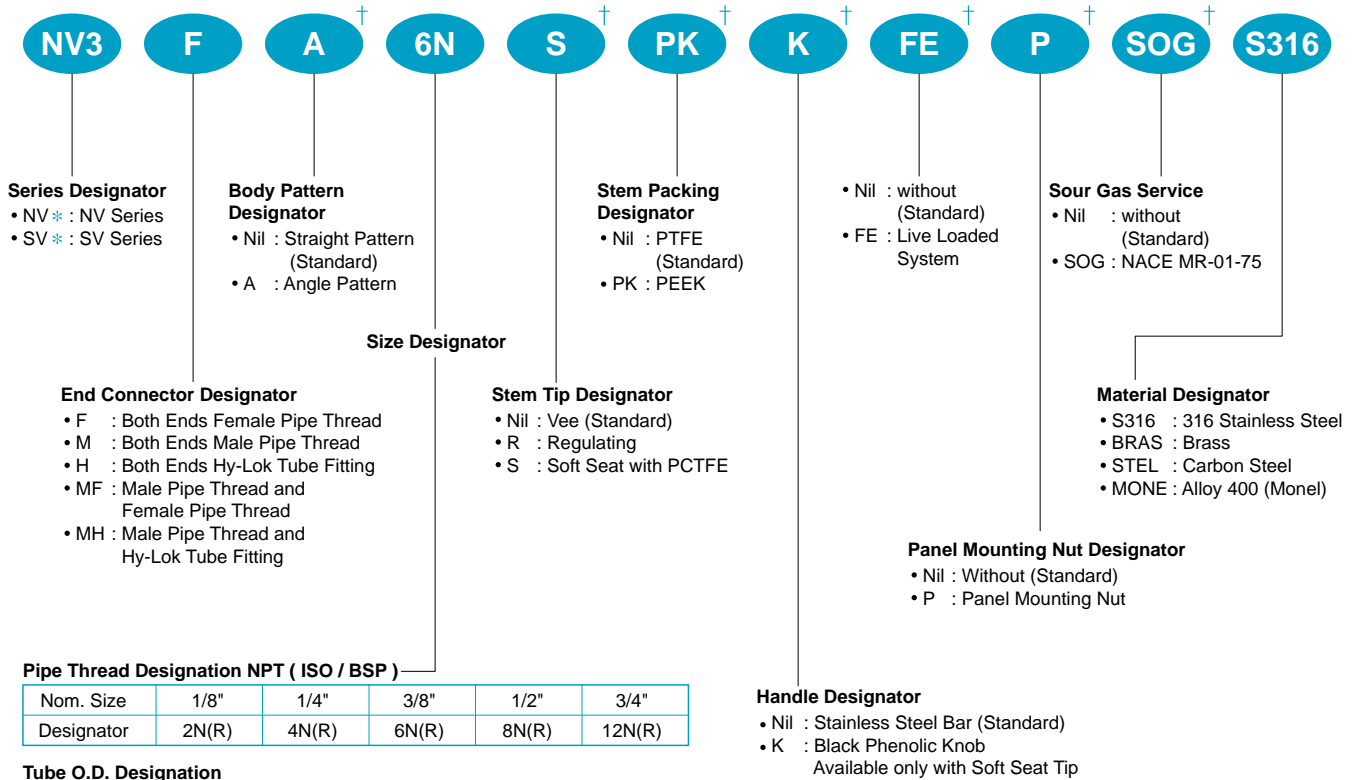 NV3 F A † 6N S † PK † K † FE † P † SOG † S316
Series Designator
• NV * : NV Series
• SV * : SV Series
Body Pattern
Designator
• Nil : Straight Pattern
(Standard)
• A : Angle Pattern
Stem Packing
Designator
• Nil : PTFE
(Standard)
• PK : PEEK
• Nil : without
(Standard)
• FE : Live Loaded
System
Sour Gas Service
• Nil : without
(Standard)
• SOG : NACE MR-01-75
Size Designator
End Connector Designator
• F : Both Ends Female Pipe Thread
• M : Both Ends Male Pipe Thread
• H : Both Ends Hy-Lok Tube Fitting
• MF : Male Pipe Thread and
Female Pipe Thread
• MH : Male Pipe Thread and
Hy-Lok Tube Fitting
Stem Tip Designator
• Nil : Vee (Standard)
• R : Regulating
• S : Soft Seat with PCTFE
Material Designator
• S316 : 316 Stainless Steel
• BRAS : Brass
• STEL : Carbon Steel
• MONE : Alloy 400 (Monel)
Panel Mounting Nut Designator
• Nil : Without (Standard)
• P : Panel Mounting Nut
Pipe Thread Designation NPT ( ISO / BSP )
Nom. Size 1/8" 1/4" 3/8" 1/2" 3/4"
Designator 2N(R) 4N(R) 6N(R) 8N(R) 12N(R)
Handle Designator
• Nil : Stainless Steel Bar (Standard)
• K : Black Phenolic Knob
Available only with Soft Seat Tip
Tube O.D. Designation